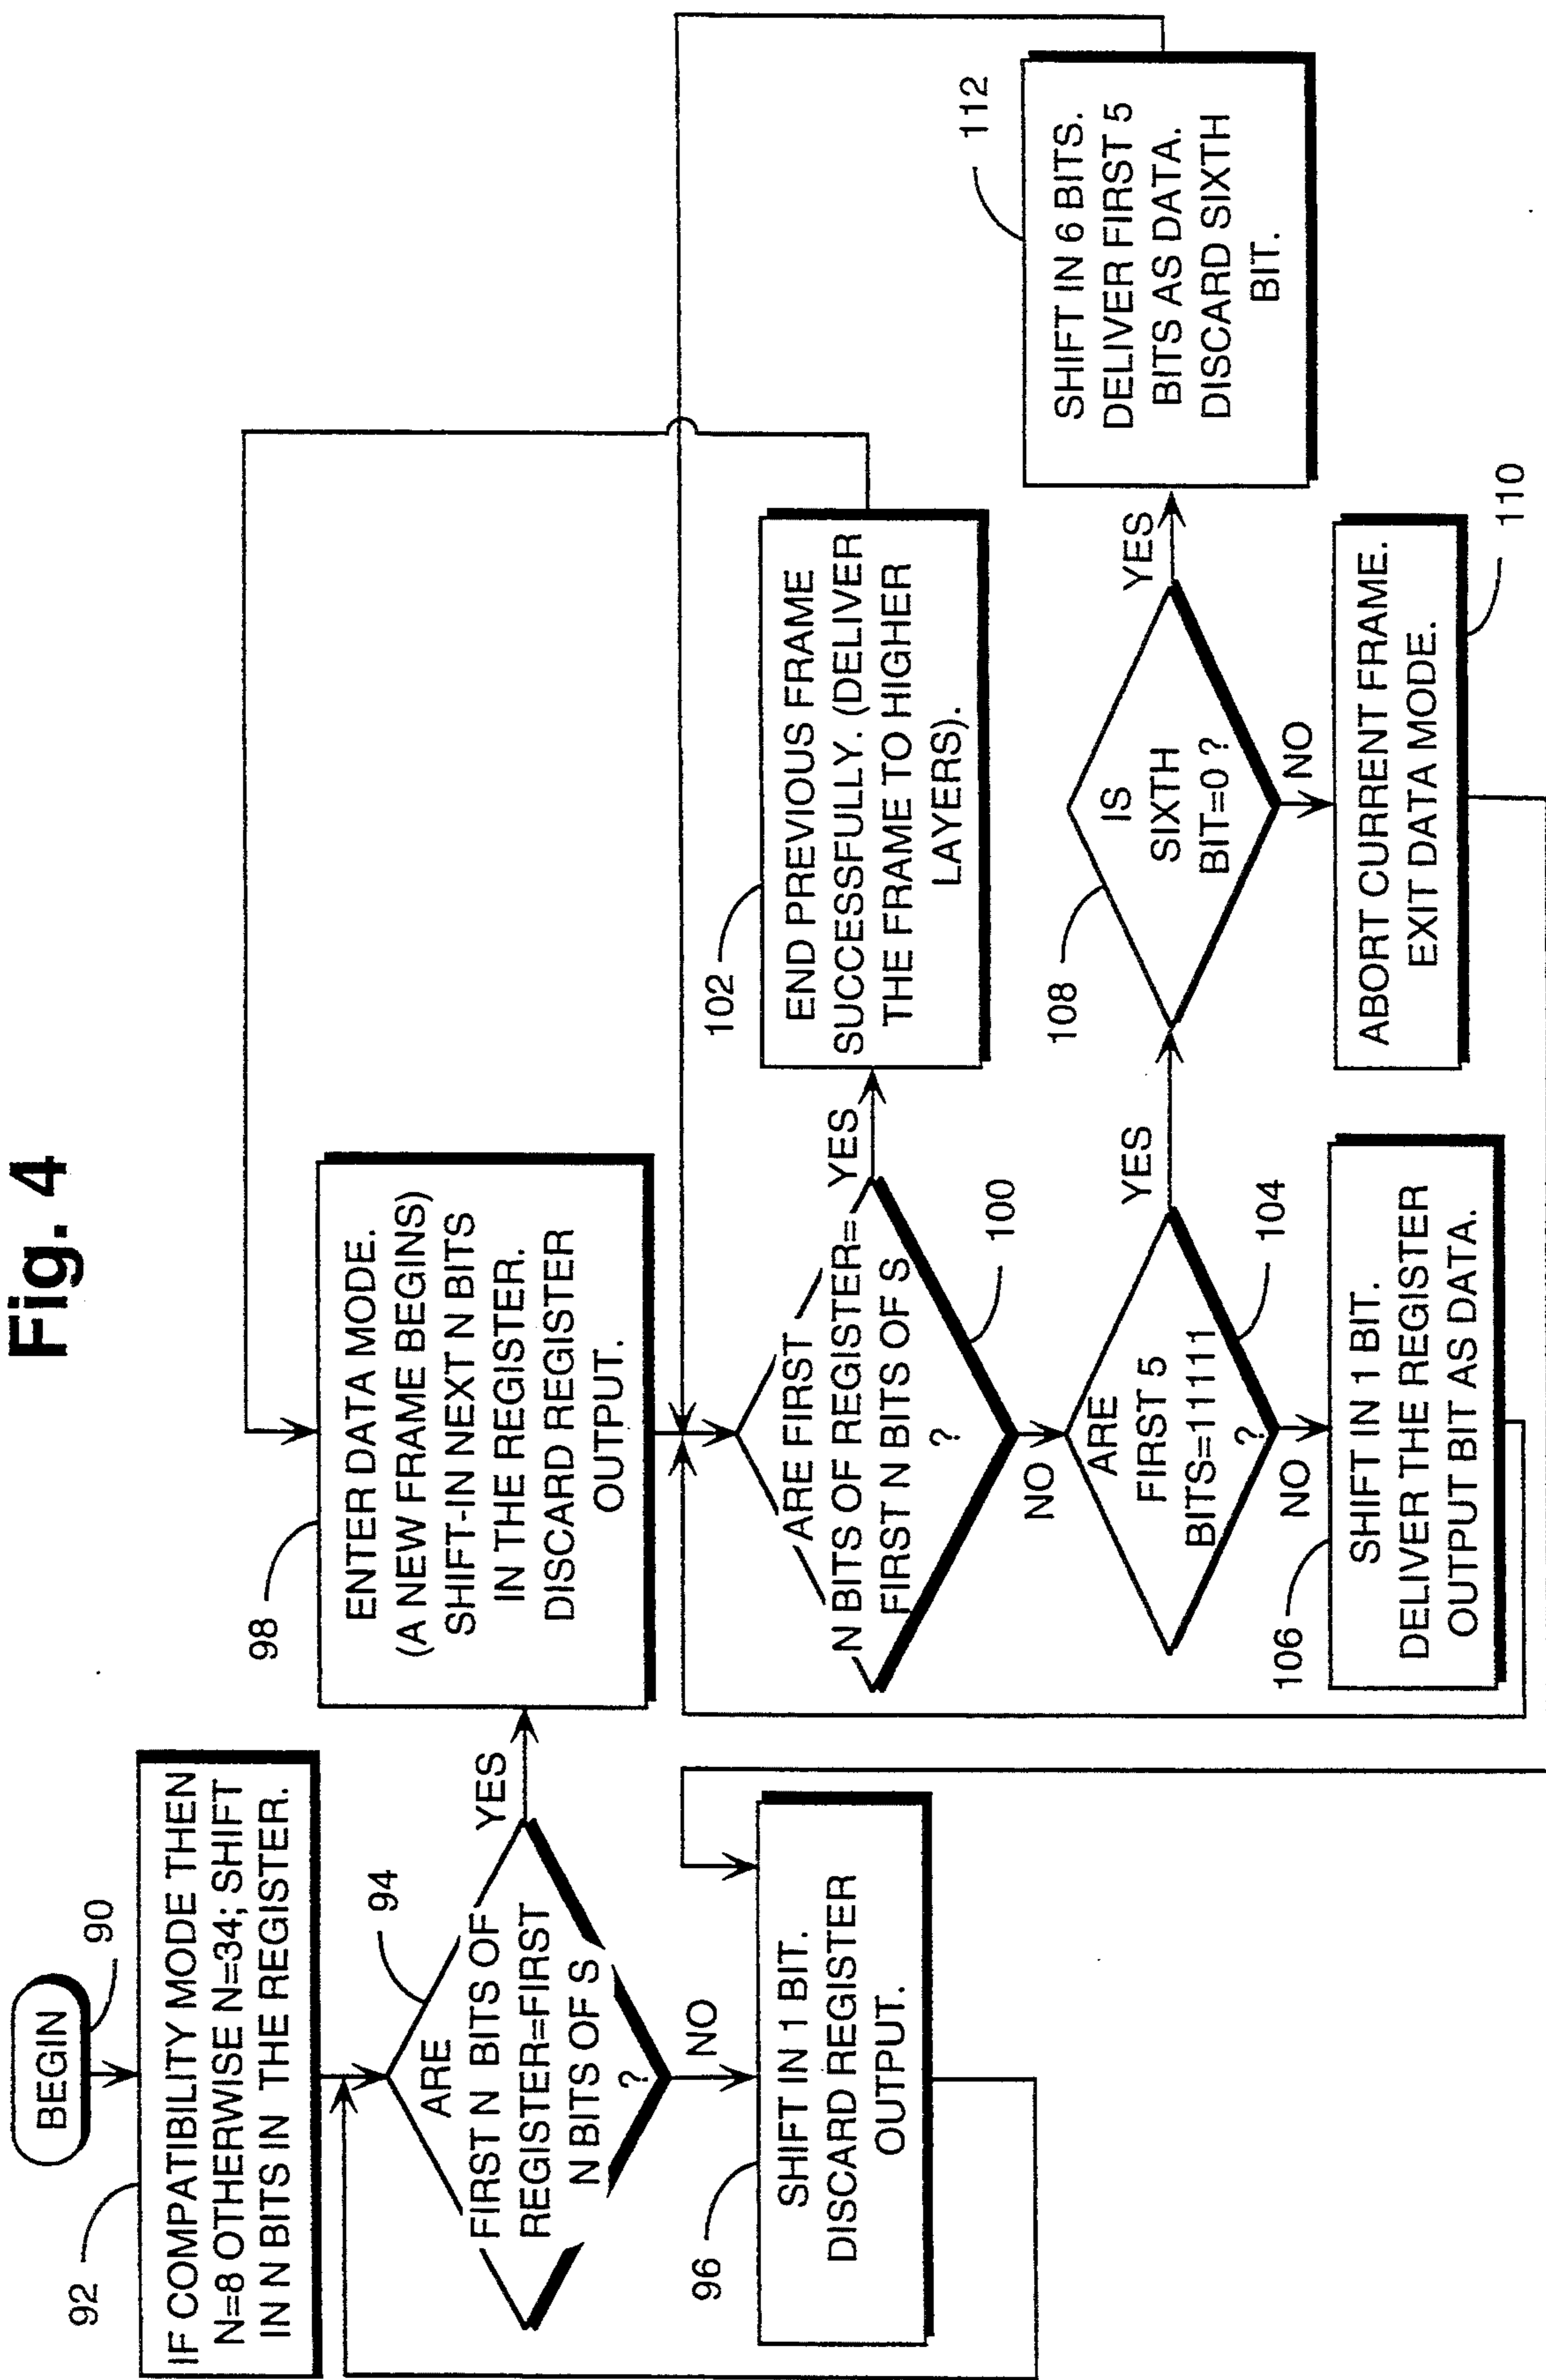 Fig. 4
BEGIN
90
92
IF COMPATIBILITY MODE THEN
N=8 OTHERWISE N=34; SHIFT
IN N BITS IN THE REGISTER.
94
ARE
FIRST N BITS OF
REGISTER=FIRST
N BITS OF S
?
YES
NO
96
SHIFT IN 1 BIT.
DISCARD REGISTER
OUTPUT.
98
ENTER DATA MODE.
(A NEW FRAME BEGINS)
SHIFT-IN NEXT N BITS
IN THE REGISTER.
DISCARD REGISTER
OUTPUT.
ARE FIRST
N BITS OF REGISTER=
FIRST N BITS OF S
?
100
YES
NO
102
END PREVIOUS FRAME
SUCCESSFULLY. (DELIVER
THE FRAME TO HIGHER
LAYERS).
ARE
FIRST 5
BITS=11111
?
104
YES
NO
106
SHIFT IN 1 BIT.
DELIVER THE REGISTER
OUTPUT BIT AS DATA.
108
IS
SIXTH
BIT=0 ?
YES
NO
ABORT CURRENT FRAME.
EXIT DATA MODE.
110
112
SHIFT IN 6 BITS.
DELIVER FIRST 5
BITS AS DATA.
DISCARD SIXTH
BIT.